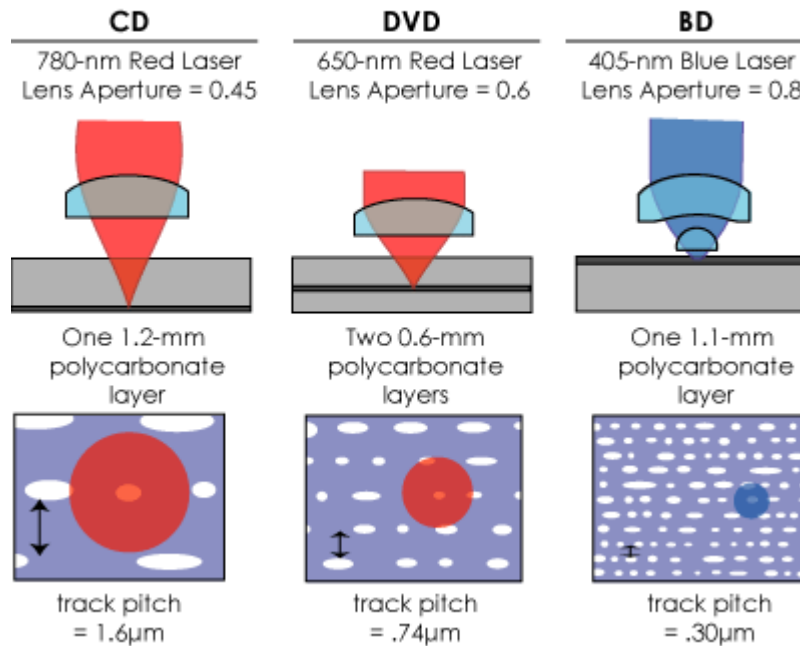 CD
780-nm Red Laser
Lens Aperture = 0.45
One 1.2-mm
polycarbonate
layer
track pitch
= 1.6µm
DVD
650-nm Red Laser
Lens Aperture = 0.6
Two 0.6-mm
polycarbonate
layers
track pitch
= .74µm
BD
405-nm Blue Laser
Lens Aperture = 0.8
One 1.1-mm
polycarbonate
layer
track pitch
= .30µm